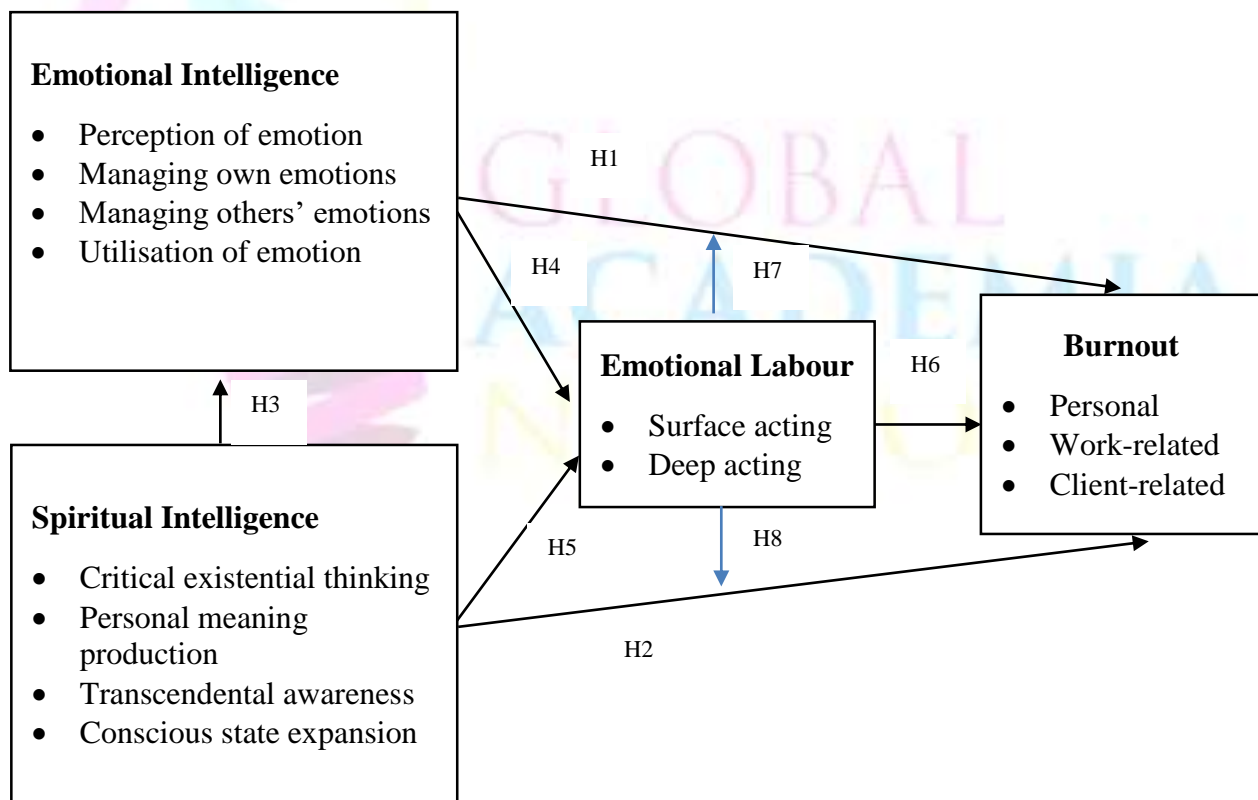 Emotional Intelligence
• Perception of emotion
• Managing own emotions
• Managing others’ emotions
• Utilisation of emotion
H1
H4
H7
GLOBAL
ACADEMIA
Emotional Labour
• Surface acting
• Deep acting
H6
Burnout
• Personal
• Work-related
• Client-related
H3
Spiritual Intelligence
• Critical existential thinking
• Personal meaning
production
• Transcendental awareness
• Conscious state expansion
H5
H8
H2